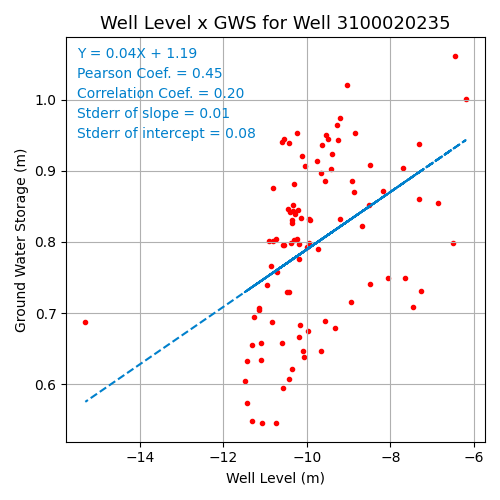 Well Level x GWS for Well 3100020235
Y = 0.04X + 1.19
Pearson Coef. = 0.45
Correlation Coef. = 0.20
Stderr of slope = 0.01
Stderr of intercept = 0.08
1.0
0.9
0.8
0.7
0.6
Ground Water Storage (m)
−14 −12 −10 −8 −6
Well Level (m)